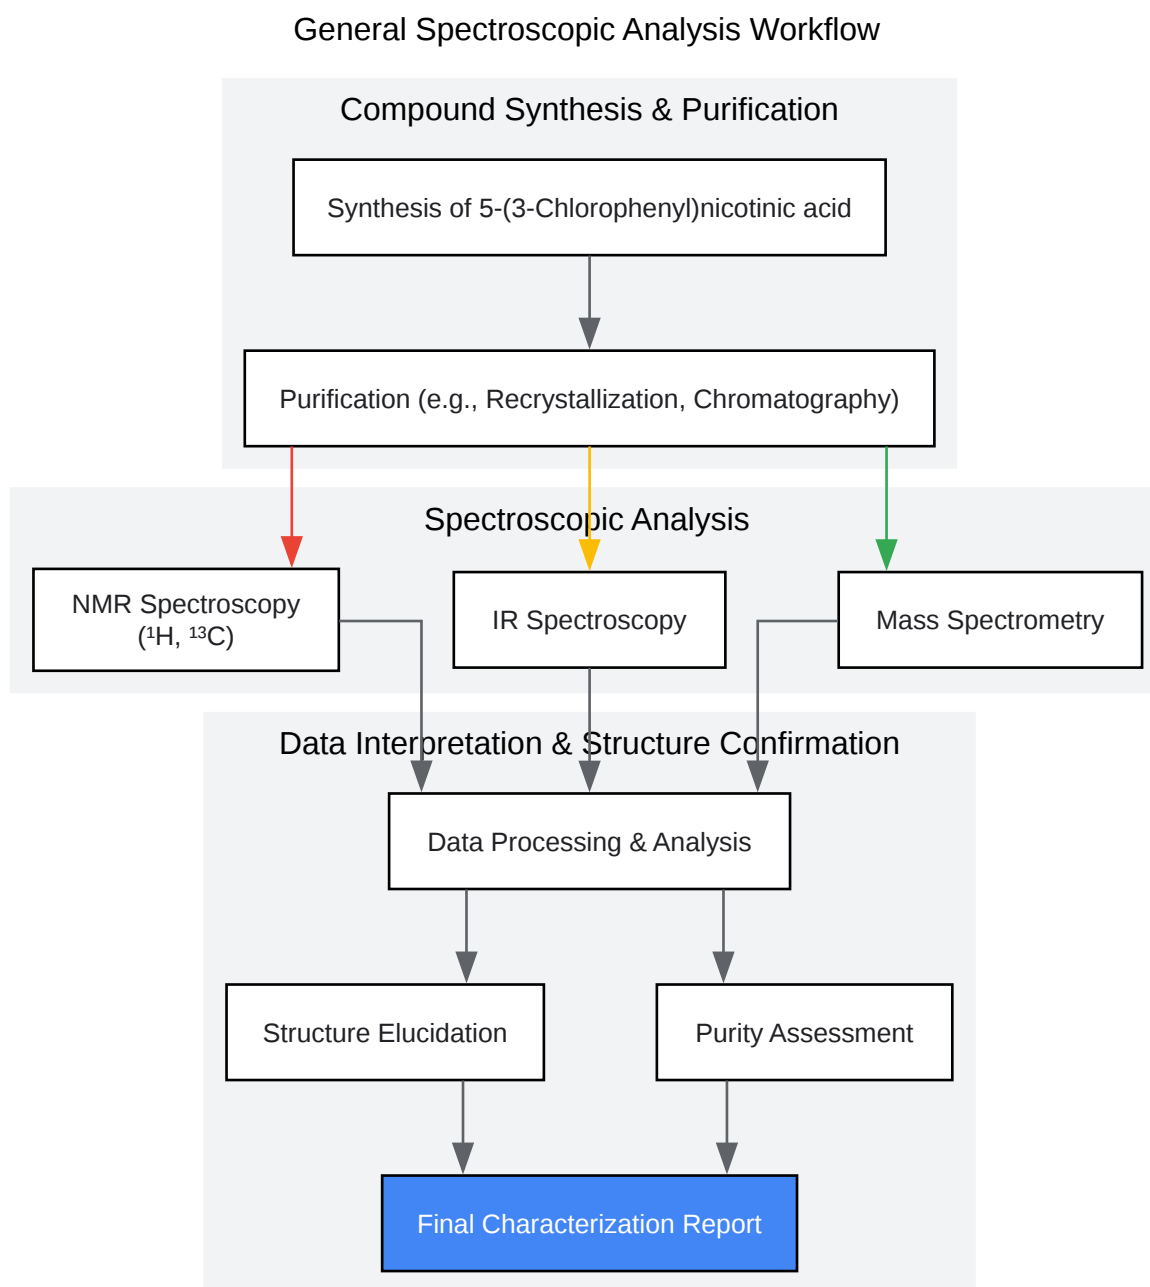 General Spectroscopic Analysis Workflow
Compound Synthesis & Purification
Synthesis of 5-(3-Chlorophenyl)nicotinic acid
Purification (e.g., Recrystallization, Chromatography)
Spectroscopic Analysis
NMR Spectroscopy
(¹H, ¹³C)
IR Spectroscopy
Mass Spectrometry
Data Interpretation & Structure Confirmation
Data Processing & Analysis
Structure Elucidation
Purity Assessment
Final Characterization Report